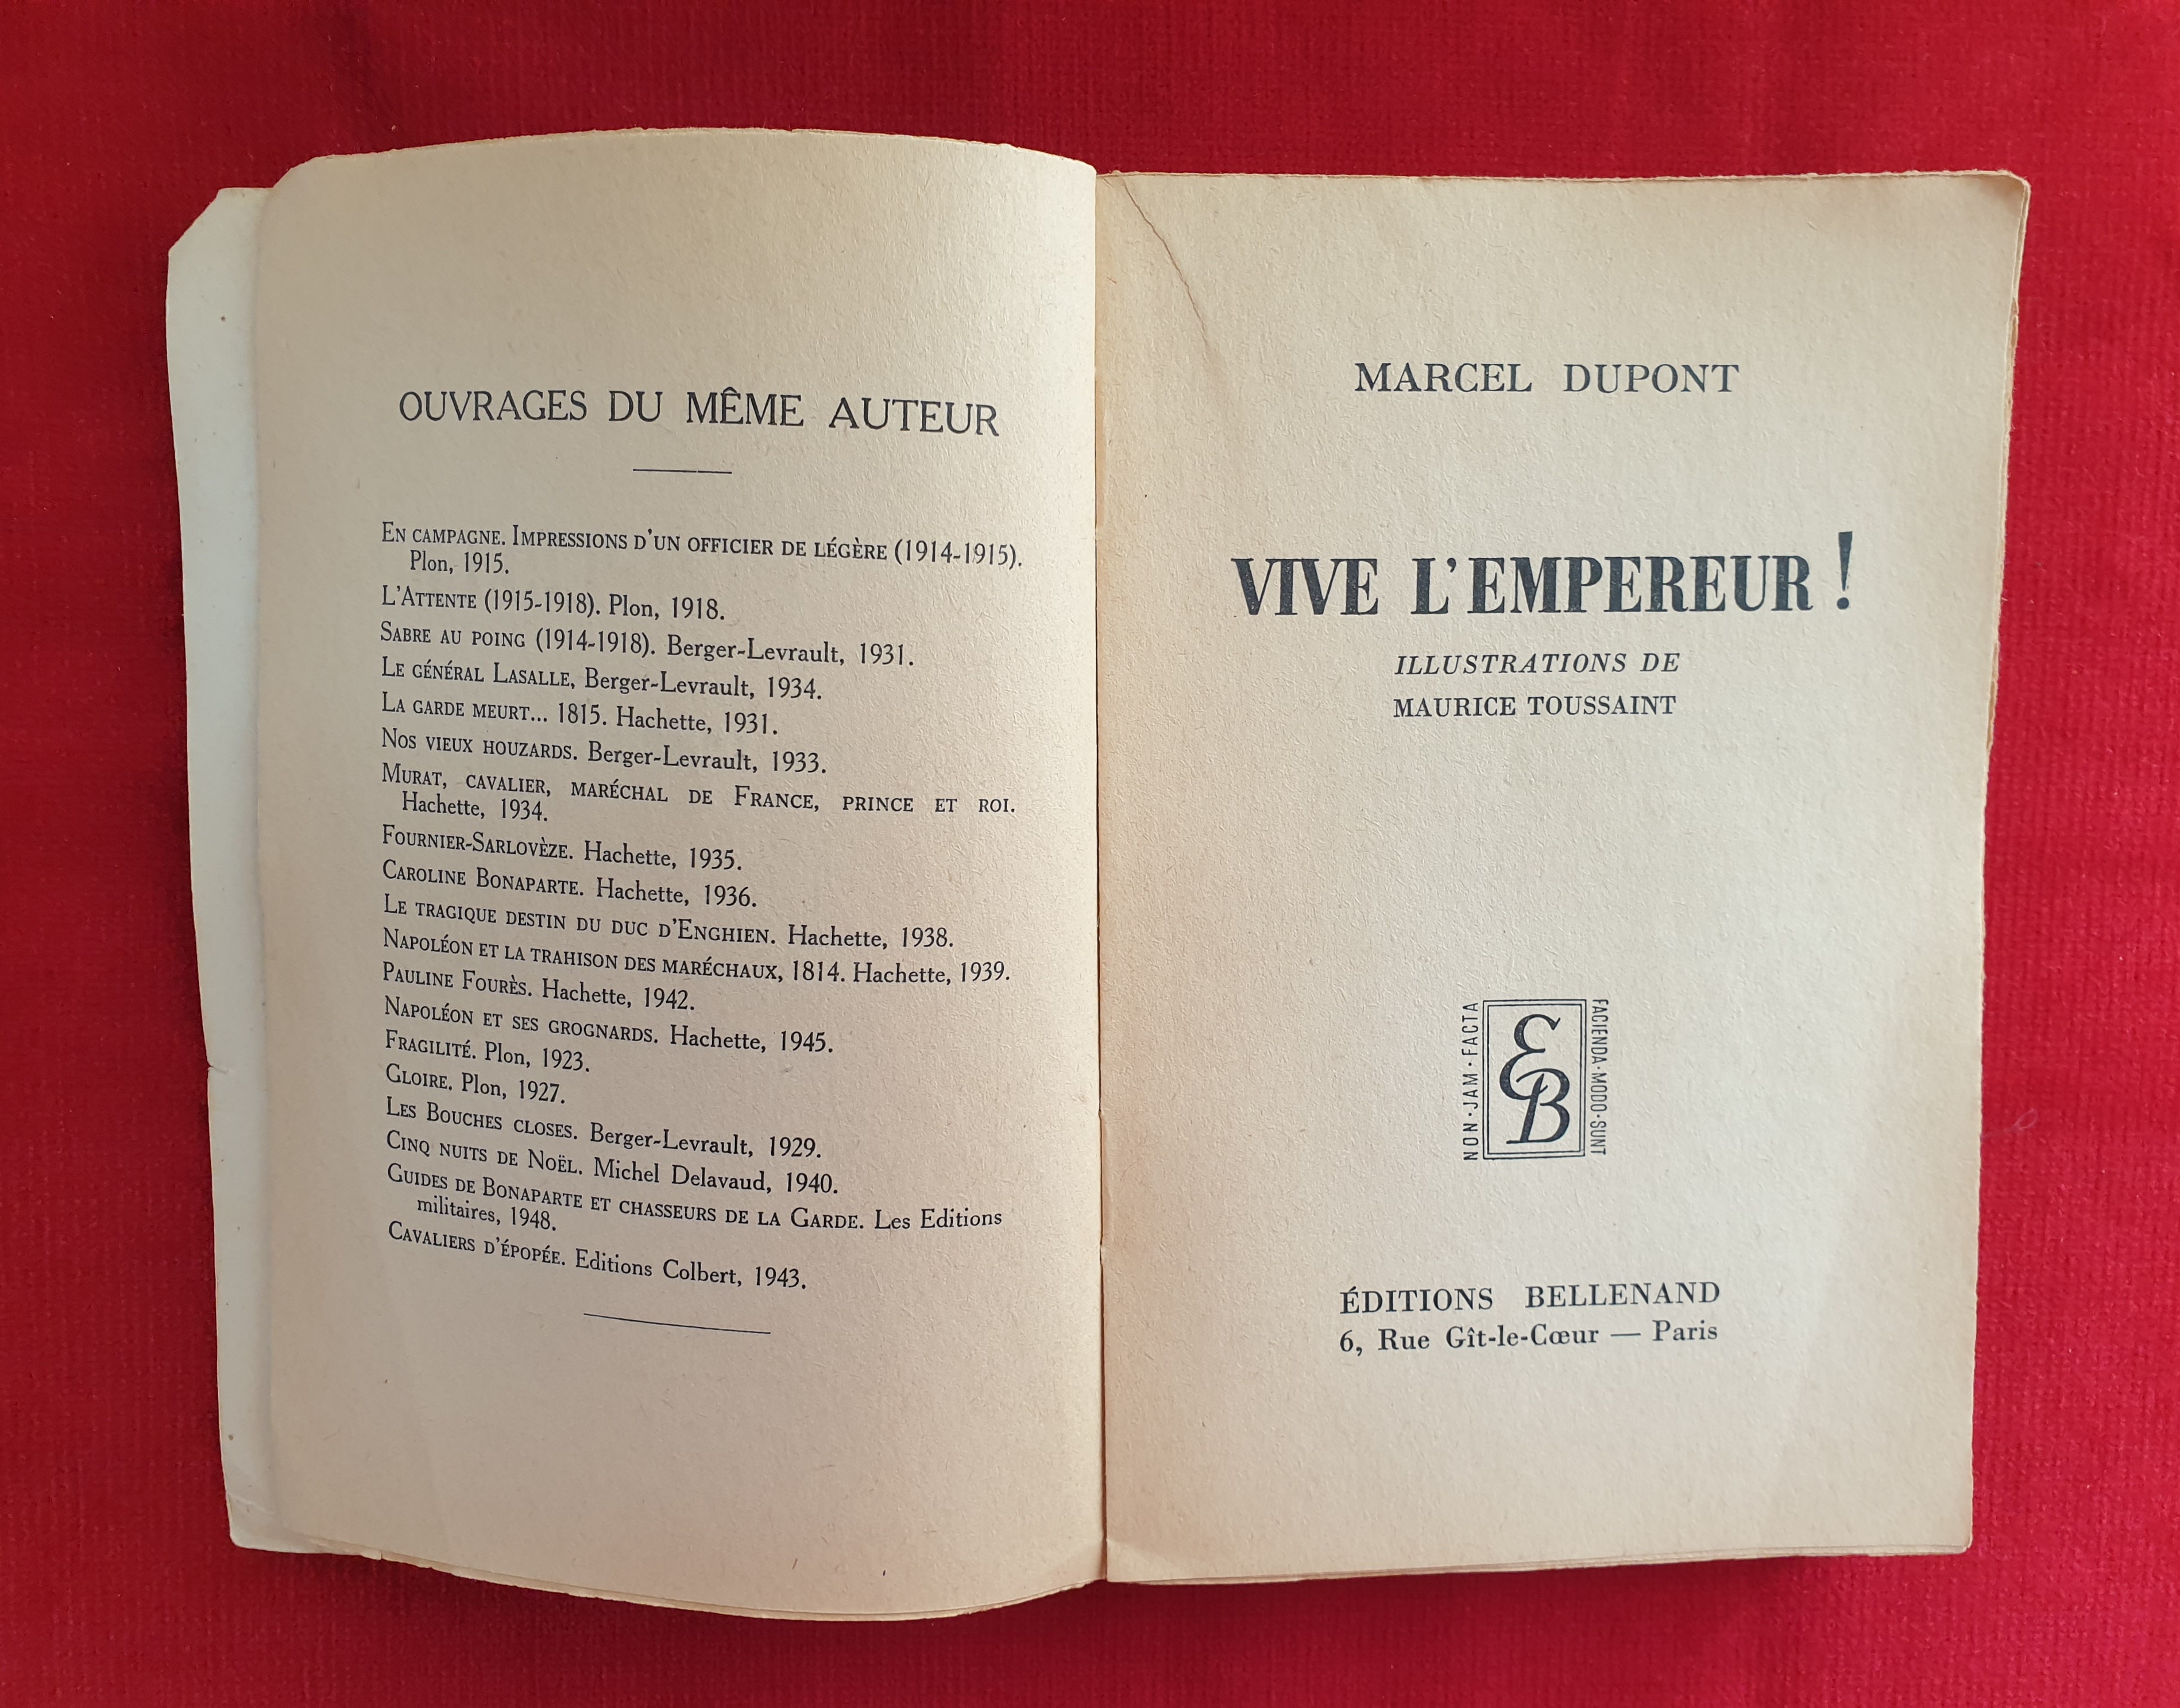 OUVRAGES DU MÊME AUTEUR
EN CAMPAGNE. IMPRESSIONS D'UN OFFICIER DE LÉGÈRE (1914-1915).
Plon, 1915.
L'ATTENTE (1915-1918). Plon, 1918.
SABRE AU POING (1914-1918). Berger-Levrault, 1931.
LE GÉNÉRAL LASALLE, Berger-Levrault, 1934.
LA GARDE MEURT... 1815. Hachette, 1931.
NOS VIEUX HOUZARDS. Berger-Levrault, 1933.
MURAT, CAVALIER, MARÉCHAL DE FRANCE, PRINCE ET ROI.
Hachette, 1934.
FOURNIER-SARLOVÈZE. Hachette, 1935.
CAROLINE BONAPARTE. Hachette, 1936.
LE TRAGIQUE DESTIN DU DUC D'ENGHIEN. Hachette, 1938.
NAPOLÉON ET LA TRAHISON DES MARÉCHAUX, 1814. Hachette, 1939.
PAULINE FOURÈS. Hachette, 1942.
NAPOLÉON ET SES GROGNARDS. Hachette, 1945.
FRAGILITÉ. Plon, 1923.
GLOIRE. Plon, 1927.
LES BOUCHES CLOSES. Berger-Levrault, 1929.
CINQ NUITS DE NOËL. Michel Delavaud, 1940.
GUIDES DE BONAPARTE ET CHASSEURS DE LA GARDE. Les Editions
militaires, 1948.
CAVALIERS D'ÉPOPÉE. Editions Colbert, 1943.
MARCEL DUPONT
VIVE L'EMPEREUR !
ILLUSTRATIONS DE
MAURICE TOUSSAINT
NON·JAM·FACTA
EB
FACIENDA·MODO·SUNT
ÉDITIONS BELLENAND
6, Rue Gît-le-Cœur — Paris